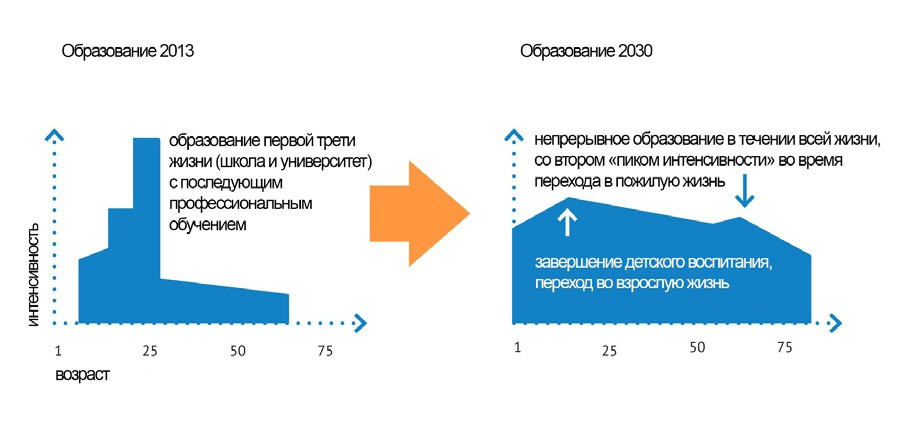 Образование 2013
Образование 2030
образование первой трети
жизни (школа и университет)
с последующим
профессиональным
обучением
непрерывное образование в течении всей жизни,
со втором «пиком интенсивности» во время
перехода в пожилую жизнь
завершение детского воспитания,
переход во взрослую жизнь
интенсивность
1 25 50 75
возраст
1 25 50 75